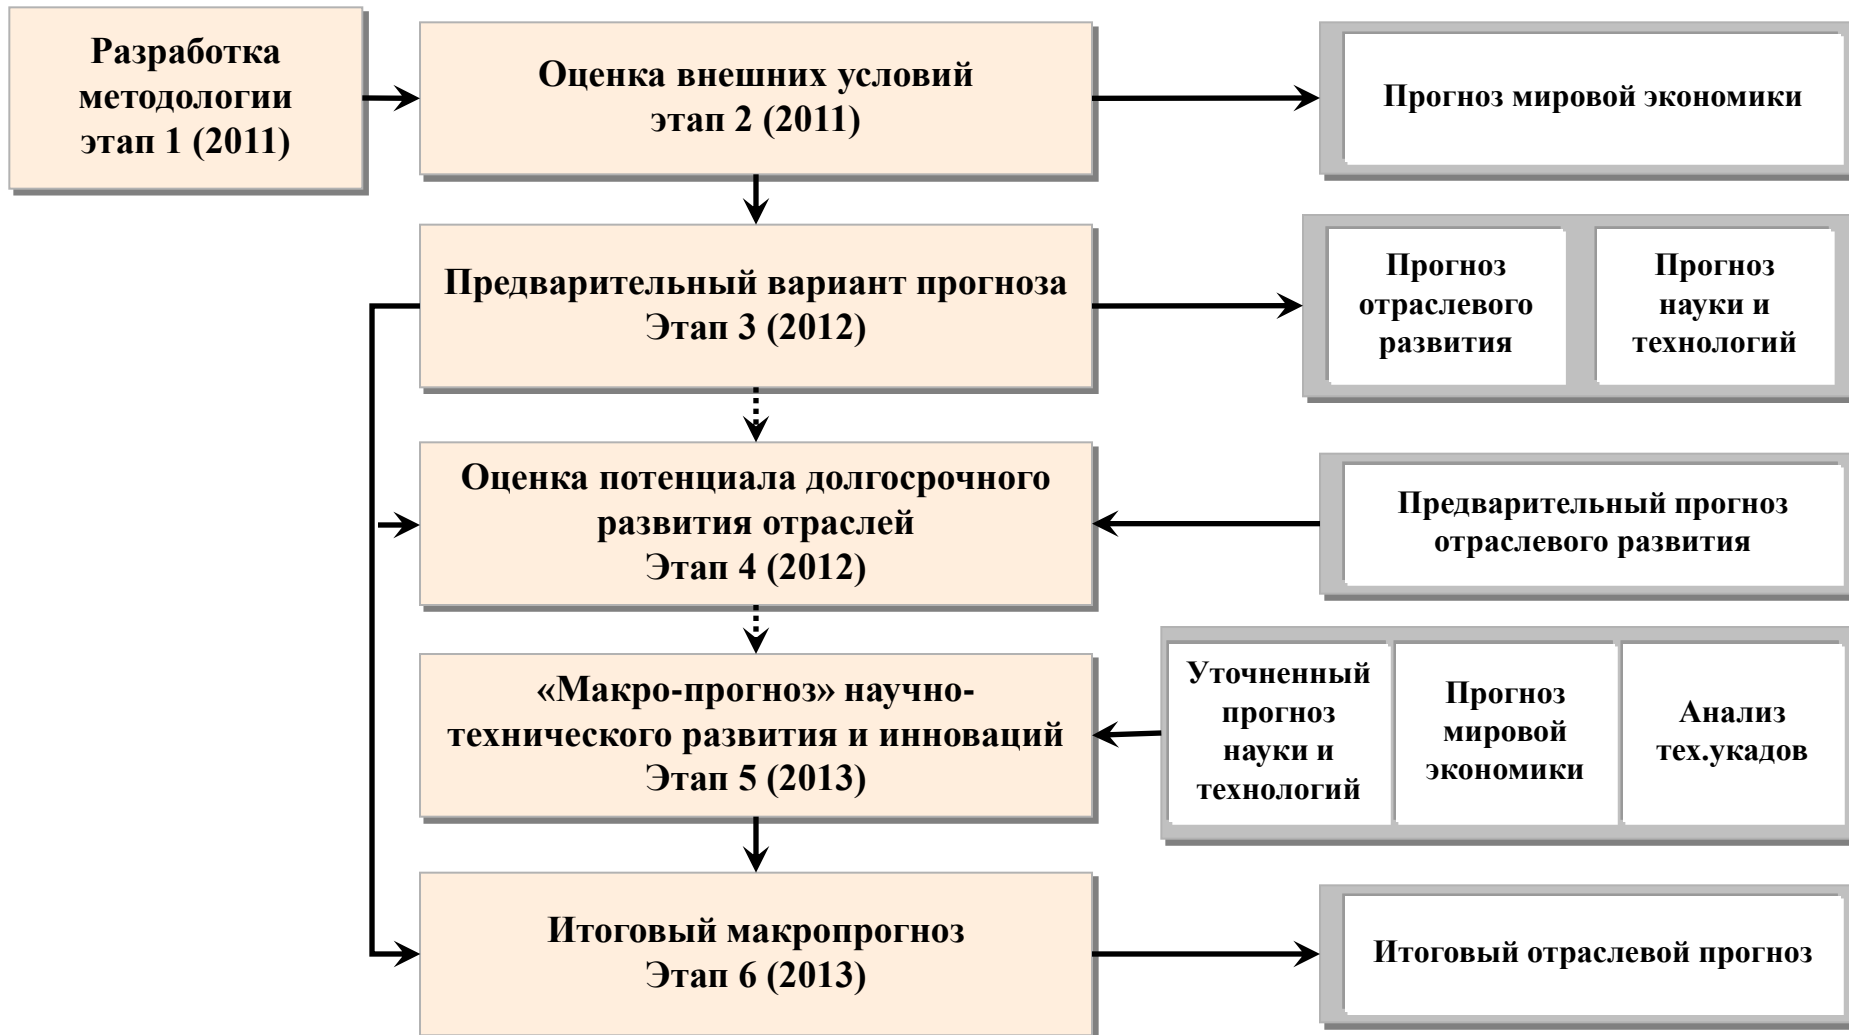 Разработка
методологии
этап 1 (2011)
Оценка внешних условий
этап 2 (2011)
Прогноз мировой экономики
Предварительный вариант прогноза
Этап 3 (2012)
Прогноз
отраслевого
развития
Прогноз
науки и
технологий
Оценка потенциала долгосрочного
развития отраслей
Этап 4 (2012)
Предварительный прогноз
отраслевого развития
«Макро-прогноз» научно-
технического развития и инноваций
Этап 5 (2013)
Уточненный
прогноз
науки и
технологий
Прогноз
мировой
экономики
Анализ
тех.укадов
Итоговый макропрогноз
Этап 6 (2013)
Итоговый отраслевой прогноз